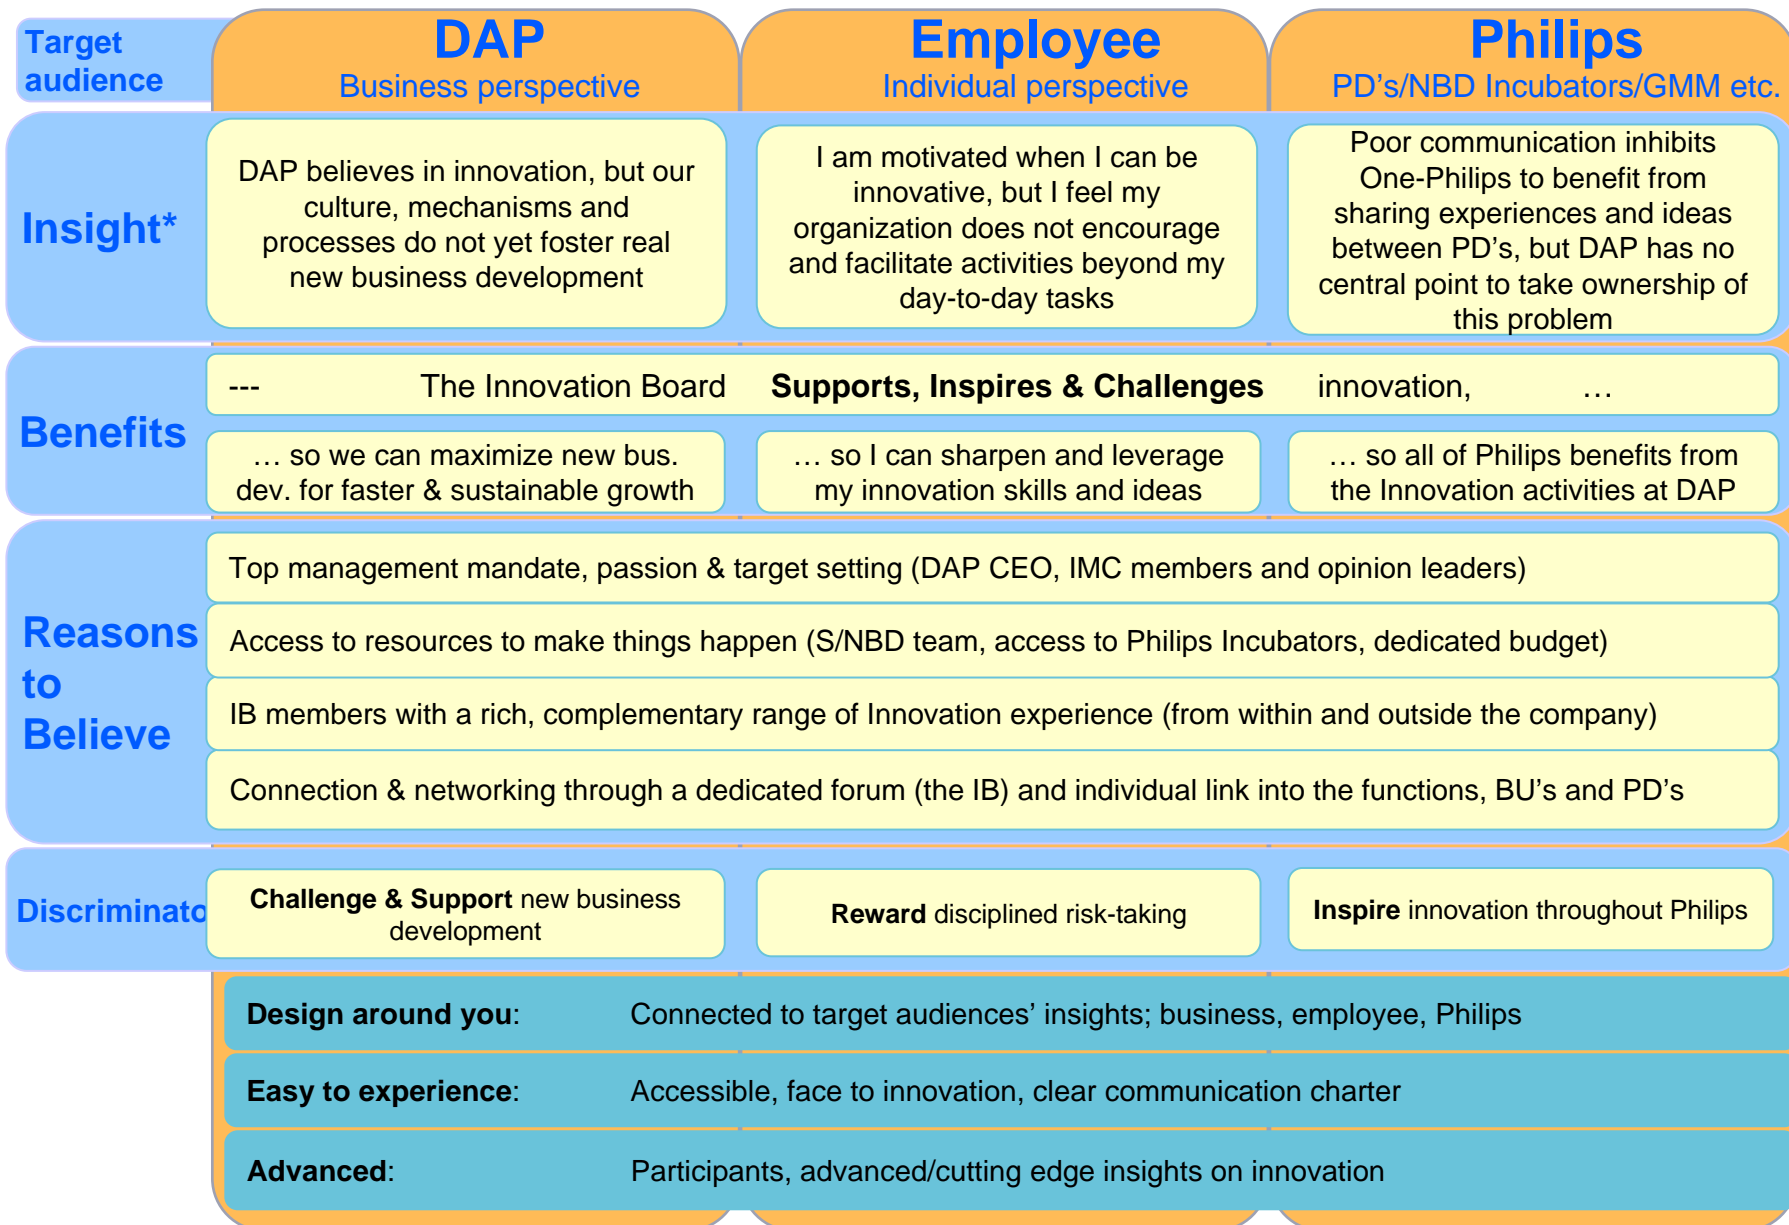 Target
audience
DAP
Business perspective
Employee
Individual perspective
Philips
PD’s/NBD Incubators/GMM etc.
Insight*
DAP believes in innovation, but our
culture, mechanisms and
processes do not yet foster real
new business development
I am motivated when I can be
innovative, but I feel my
organization does not encourage
and facilitate activities beyond my
day-to-day tasks
Poor communication inhibits
One-Philips to benefit from
sharing experiences and ideas
between PD’s, but DAP has no
central point to take ownership of
this problem
Benefits
--- The Innovation Board Supports, Inspires & Challenges innovation, …
… so we can maximize new bus.
dev. for faster & sustainable growth
… so I can sharpen and leverage
my innovation skills and ideas
… so all of Philips benefits from
the Innovation activities at DAP
Reasons
to
Believe
Top management mandate, passion & target setting (DAP CEO, IMC members and opinion leaders)
Access to resources to make things happen (S/NBD team, access to Philips Incubators, dedicated budget)
IB members with a rich, complementary range of Innovation experience (from within and outside the company)
Connection & networking through a dedicated forum (the IB) and individual link into the functions, BU’s and PD’s
Discriminato
Challenge & Support new business
development
Reward disciplined risk-taking
Inspire innovation throughout Philips
Design around you: Connected to target audiences’ insights; business, employee, Philips
Easy to experience: Accessible, face to innovation, clear communication charter
Advanced: Participants, advanced/cutting edge insights on innovation